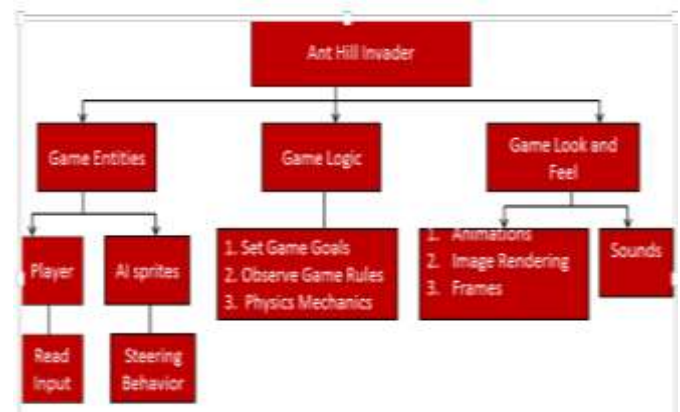 Ant Hill Invader
Game Entities
Game Logic
Game Look and
Feel
Player
AI sprites
1. Set Game Goals
2. Observe Game Rules
3. Physics Mechanics
1. Animations
2. Image Rendering
3. Frames
Sounds
Read
Input
Steering
Behavior